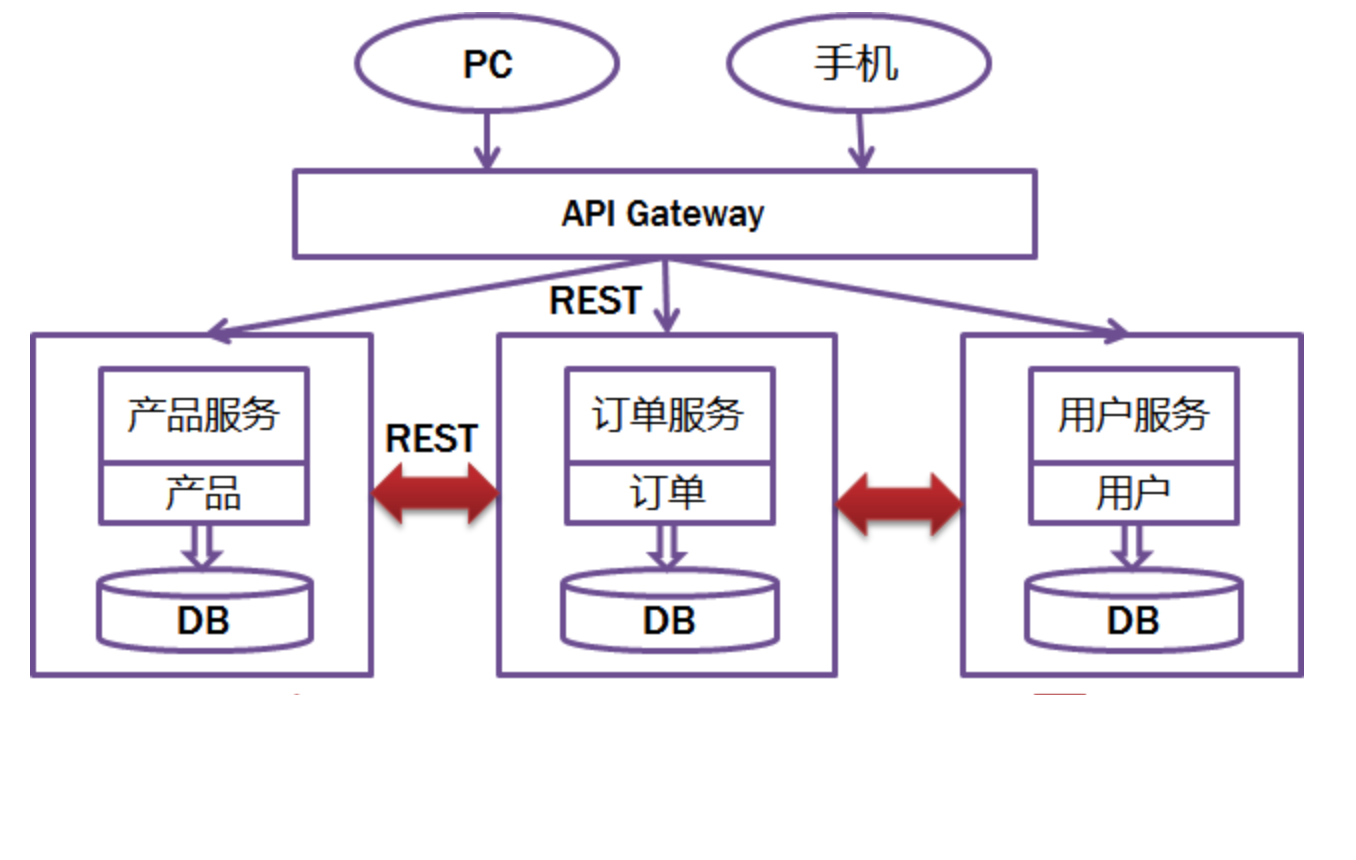 PC
手机
API Gateway
REST
产品服务
产品
DB
REST
订单服务
订单
DB
用户服务
用户
DB